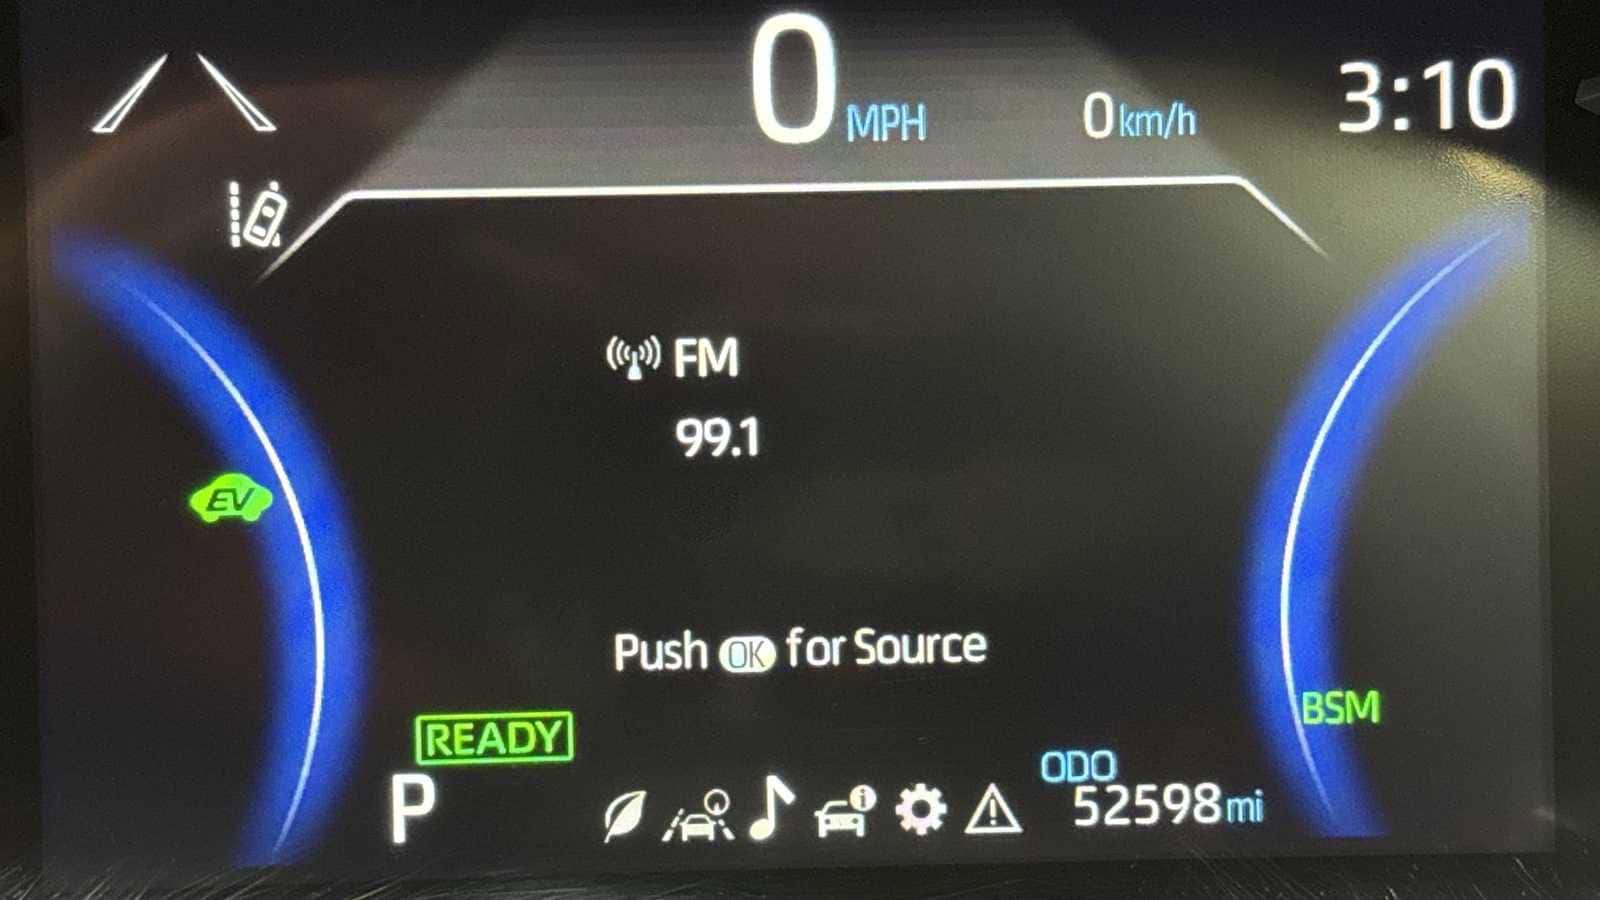 0 MPH
0 km/h
3:10
FM
99.1
EV
Push OK for Source
BSM
READY
P
ODO
52598 mi